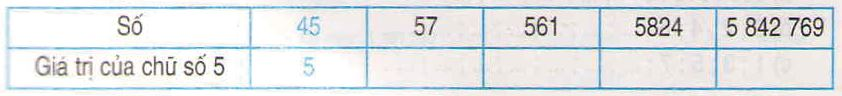 Số 45 57 561 5824 5 842 769
Giá trị của chữ số 5 5